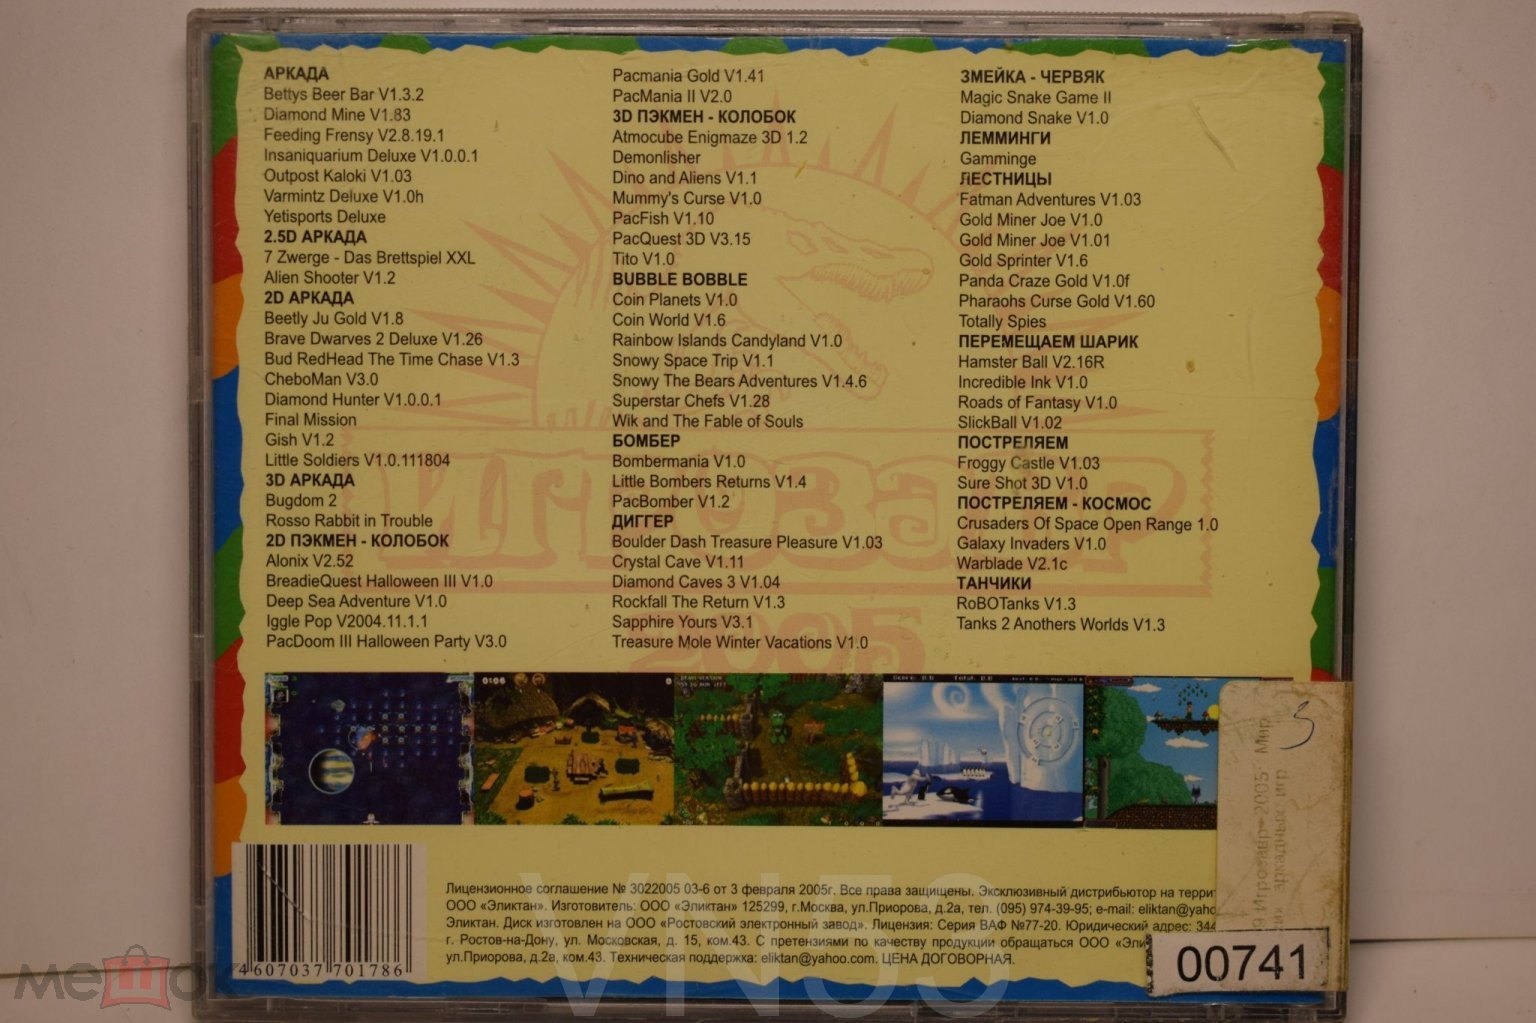 АРКАДА
Bettys Beer Bar V1.3.2
Diamond Mine V1.83
Feeding Frensy V2.8.19.1
Insaniquarium Deluxe V1.0.0.1
Outpost Kaloki V1.03
Varmintz Deluxe V1.0h
Yetisports Deluxe
2.5D АРКАДА
7 Zwerge - Das Brettspiel XXL
Alien Shooter V1.2
2D АРКАДА
Beetly Ju Gold V1.8
Brave Dwarves 2 Deluxe V1.26
Bud RedHead The Time Chase V1.3
CheboMan V3.0
Diamond Hunter V1.0.0.1
Final Mission
Gish V1.2
Little Soldiers V1.0.111804
3D АРКАДА
Bugdom 2
Rosso Rabbit in Trouble
2D ПЭКМЕН - КОЛОБОК
Alonix V2.52
BreadieQuest Halloween III V1.0
Deep Sea Adventure V1.0
Iggle Pop V2004.11.1.1
PacDoom III Halloween Party V3.0
Pacmania Gold V1.41
PacMania II V2.0
3D ПЭКМЕН - КОЛОБОК
Atmocube Enigmaze 3D 1.2
Demonlisher
Dino and Aliens V1.1
Mummy's Curse V1.0
PacFish V1.10
PacQuest 3D V3.15
Tito V1.0
BUBBLE BOBBLE
Coin Planets V1.0
Coin World V1.6
Rainbow Islands Candyland V1.0
Snowy Space Trip V1.1
Snowy The Bears Adventures V1.4.6
Superstar Chefs V1.28
Wik and The Fable of Souls
БОМБЕР
Bombermania V1.0
Little Bombers Returns V1.4
PacBomber V1.2
ДИГГЕР
Boulder Dash Treasure Pleasure V1.03
Crystal Cave V1.11
Diamond Caves 3 V1.04
Rockfall The Return V1.3
Sapphire Yours V3.1
Treasure Mole Winter Vacations V1.0
ЗМЕЙКА - ЧЕРВЯК
Magic Snake Game II
Diamond Snake V1.0
ЛЕММИНГИ
Gamminge
ЛЕСТНИЦЫ
Fatman Adventures V1.03
Gold Miner Joe V1.0
Gold Miner Joe V1.01
Gold Sprinter V1.6
Panda Craze Gold V1.0f
Pharaohs Curse Gold V1.60
Totally Spies
ПЕРЕМЕЩАЕМ ШАРИК
Hamster Ball V2.16R
Incredible Ink V1.0
Roads of Fantasy V1.0
SlickBall V1.02
ПОСТРЕЛЯЕМ
Froggy Castle V1.03
Sure Shot 3D V1.0
ПОСТРЕЛЯЕМ - КОСМОС
Crusaders Of Space Open Range 1.0
Galaxy Invaders V1.0
Warblade V2.1c
ТАНЧИКИ
RoBOTanks V1.3
Tanks 2 Anothers Worlds V1.3
ИГРОЗАВР
2005
0:06
Лицензионное соглашение № 3022005 03-6 от 3 февраля 2005г. Все права защищены. Эксклюзивный дистрибьютор на террит
ООО «Эликтан». Изготовитель: ООО «Эликтан» 125299, г.Москва, ул.Приорова, д.2а, тел. (095) 974-39-95; e-mail: eliktan@yaho
Эликтан. Диск изготовлен на ООО «Ростовский электронный завод». Лицензия: Серия ВАФ №77-20. Юридический адрес: 344
г. Ростов-на-Дону, ул. Московская, д. 15, ком.43. С претензиями по качеству продукции обращаться ООО «Эли
ул.Приорова, д.2а, ком.43. Техническая поддержка: eliktan@yahoo.com. ЦЕНА ДОГОВОРНАЯ.
4607037701786
Игрозавр 2005 Мир
аркадных игр
00741
мешок
VN53